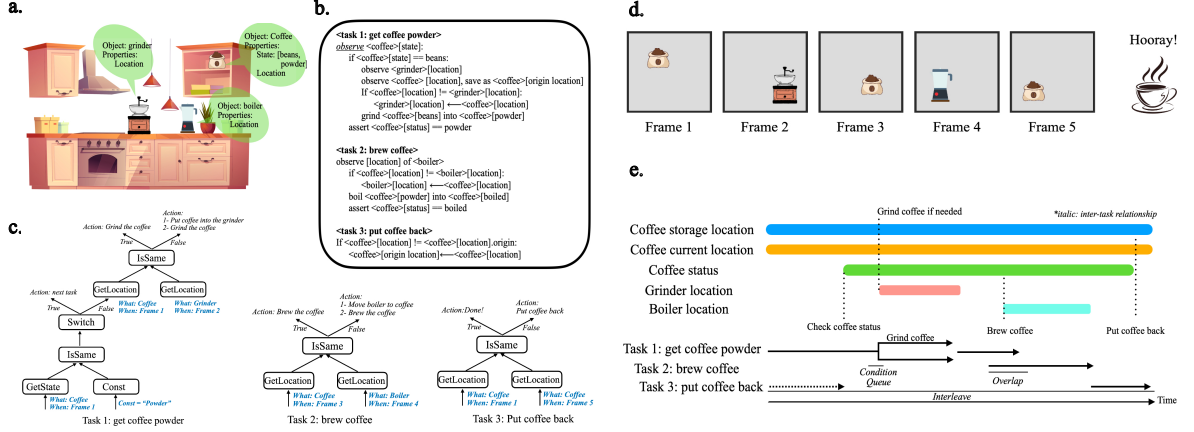 a.
Object: grinder
Properties:
Location
Object: Coffee
Properties:
State: [beans,
powder]
Location
Object: boiler
Properties:
Location
b.
<task 1: get coffee powder>
observe <coffee>[state]:
if <coffee>[state] == beans:
observe <grinder>[location]
observe <coffee> [location], save as <coffee>[origin location]
If <coffee>[location] != <grinder>[location]:
<grinder>[location] ⟵<coffee>[location]
grind <coffee>[beans] into <coffee>[powder]
assert <coffee>[status] == powder
<task 2: brew coffee>
observe [location] of <boiler>
if <coffee>[location] != <boiler>[location]:
<boiler>[location] ⟵<coffee>[location]
boil <coffee>[powder] into <coffee>[boiled]
assert <coffee>[status] == boiled
<task 3: put coffee back>
If <coffee>[location] != <coffee>[location].origin:
<coffee>[origin location]⟵<coffee>[location]
c.
Action: Grind the coffee
Action:
1- Put coffee into the grinder
2- Grind the coffee
True
False
IsSame
GetLocation
GetLocation
What: Coffee
When: Frame 1
What: Grinder
When: Frame 2
Action: next task
True
False
Switch
IsSame
GetState
Const
What: Coffee
When: Frame 1
Const = "Powder"
Task 1: get coffee powder
Action: Brew the coffee
Action:
1- Move boiler to coffee
2- Brew the coffee
True
False
IsSame
GetLocation
GetLocation
What: Coffee
When: Frame 3
What: Boiler
When: Frame 4
Task 2: brew coffee
Action:Done!
Action:
Put coffee back
True
False
IsSame
GetLocation
GetLocation
What: Coffee
When: Frame 1
What: Coffee
When: Frame 5
Task 3: Put coffee back
d.
Hooray!
Frame 1
Frame 2
Frame 3
Frame 4
Frame 5
e.
Grind coffee if needed
*italic: inter-task relationship
Coffee storage location
Coffee current location
Coffee status
Grinder location
Boiler location
Check coffee status
Brew coffee
Put coffee back
Grind coffee
Task 1: get coffee powder
Condition
Queue
Task 2: brew coffee
Overlap
Task 3: put coffee back
Interleave
Time